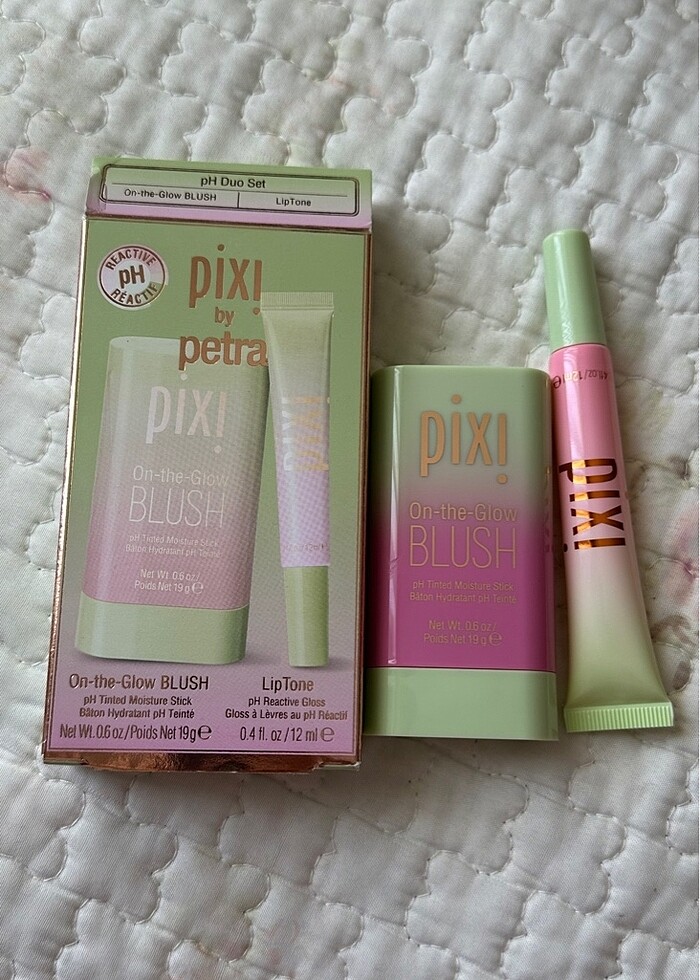 pH Duo Set
On-the-Glow BLUSH
LipTone
REACTIVE
pH
RÉACTIF
pixi
by
petra
pixi
On-the-Glow
BLUSH
pH Tinted Moisture Stick
Bâton Hydratant pH Teinté
Net Wt. 0.6 oz/
Poids Net 19 g e
pixi
On-the-Glow BLUSH
pH Tinted Moisture Stick
Bâton Hydratant pH Teinté
Net Wt. 0.6 oz/Poids Net 19g e
LipTone
pH Reactive Gloss
Gloss à Lèvres au pH Réactif
0.4 fl. oz/12 ml e
pixi
On-the-Glow
BLUSH
pH Tinted Moisture Stick
Bâton Hydratant pH Teinté
Net Wt. 0.6 oz/
Poids Net 19 g e
pixi